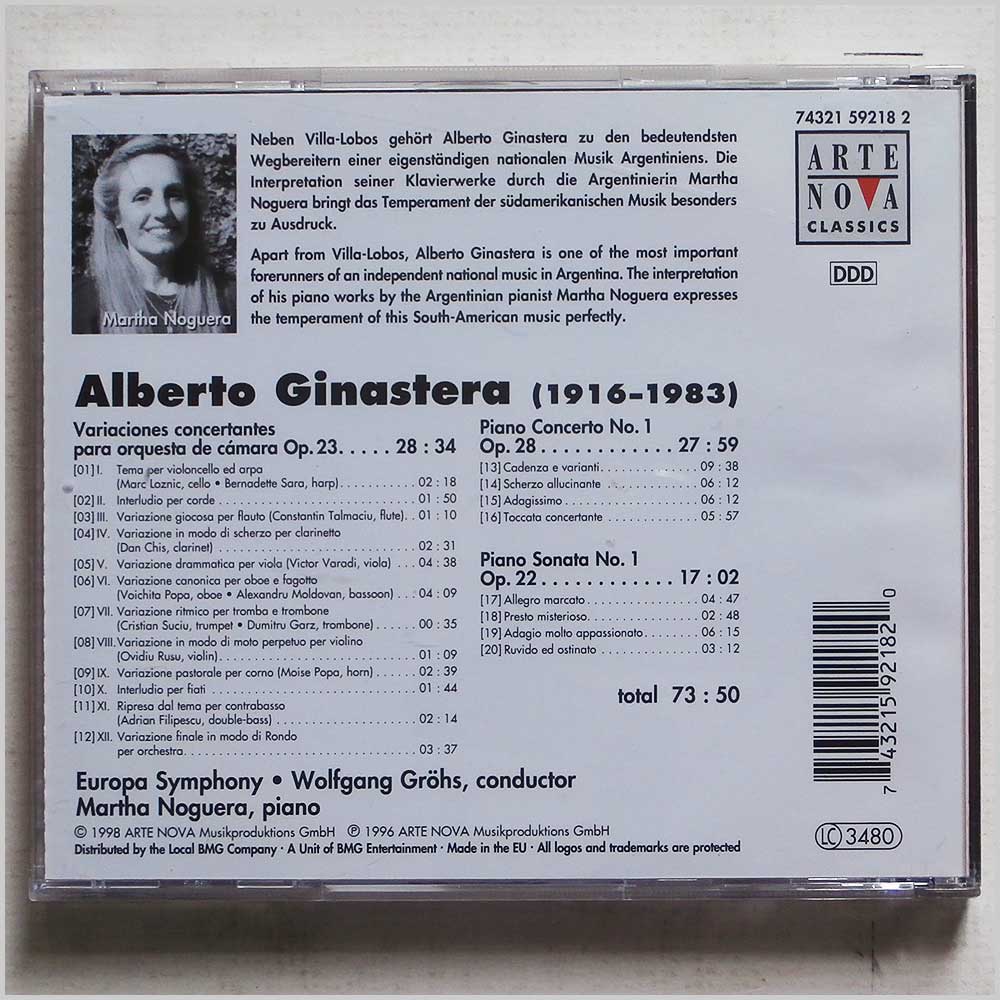 74321 59218 2
ARTE
NOVA
CLASSICS
DDD
Neben Villa-Lobos gehört Alberto Ginastera zu den bedeutendsten
Wegbereitern einer eigenständigen nationalen Musik Argentiniens. Die
Interpretation seiner Klavierwerke durch die Argentinierin Martha
Noguera bringt das Temperament der südamerikanischen Musik besonders
zu Ausdruck.
Apart from Villa-Lobos, Alberto Ginastera is one of the most important
forerunners of an independent national music in Argentina. The interpretation
of his piano works by the Argentinian pianist Martha Noguera expresses
the temperament of this South-American music perfectly.
Martha Noguera
Alberto Ginastera (1916-1983)
Variaciones concertantes
para orquesta de cámara Op. 23..... 28 : 34
[01] I. Tema per violoncello ed arpa
(Marc Loznic, cello • Bernadette Sara, harp)............ 02 : 18
[02] II. Interludio per corde ............ 01 : 50
[03] III. Variazione giocosa per flauto (Constantin Talmaciu, flute).. 01 : 10
[04] IV. Variazione in modo di scherzo per clarinetto
(Dan Chis, clarinet) ............ 02 : 31
[05] V. Variazione drammatica per viola (Victor Varadi, viola) ... 04 : 38
[06] VI. Variazione canonica per oboe e fagotto
(Voichita Popa, oboe • Alexandru Moldovan, bassoon) ... 04 : 09
[07] VII. Variazione ritmico per tromba e trombone
(Cristian Suciu, trumpet • Dumitru Garz, trombone)...... 00 : 35
[08] VIII. Variazione in modo di moto perpetuo per violino
(Ovidiu Rusu, violin)............ 01 : 09
[09] IX. Variazione pastorale per corno (Moise Popa, horn) ...... 02 : 39
[10] X. Interludio per fiati ............ 01 : 44
[11] XI. Ripresa dal tema per contrabasso
(Adrian Filipescu, double-bass) ............ 02 : 14
[12] XII. Variazione finale in modo di Rondo
per orchestra............ 03 : 37
Piano Concerto No. 1
Op. 28............ 27 : 59
[13] Cadenza e varianti............ 09 : 38
[14] Scherzo allucinante ............ 06 : 12
[15] Adagissimo ............ 06 : 12
[16] Toccata concertante ............ 05 : 57
Piano Sonata No. 1
Op. 22............ 17 : 02
[17] Allegro marcato ............ 04 : 47
[18] Presto misterioso............ 02 : 48
[19] Adagio molto appassionato....... 06 : 15
[20] Ruvido ed ostinato ............ 03 : 12
total 73 : 50
Europa Symphony • Wolfgang Gröhs, conductor
Martha Noguera, piano
© 1998 ARTE NOVA Musikproduktions GmbH ℗ 1996 ARTE NOVA Musikproduktions GmbH
Distributed by the Local BMG Company · A Unit of BMG Entertainment · Made in the EU · All logos and trademarks are protected
7 43215 92182 0
LC 3480